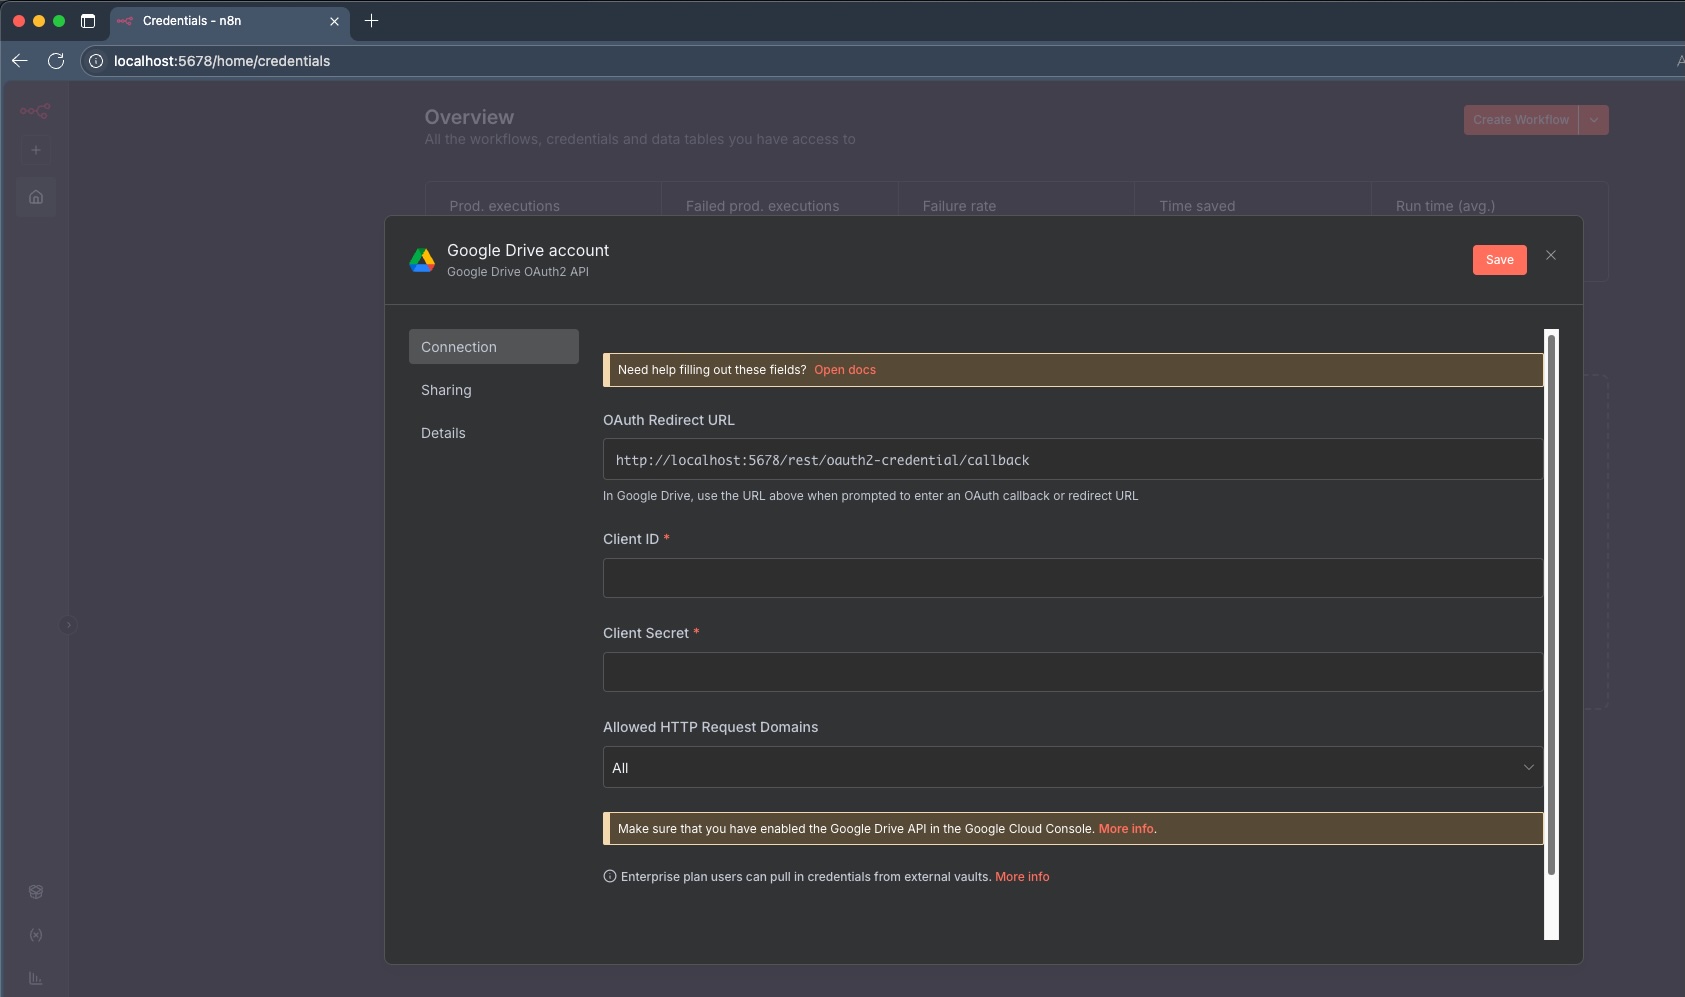 Credentials - n8n
localhost:5678/home/credentials
Overview
All the workflows, credentials and data tables you have access to
Create Workflow
Prod. executions
Failed prod. executions
Failure rate
Time saved
Run time (avg.)
Google Drive account
Google Drive OAuth2 API
Save
Connection
Sharing
Details
Need help filling out these fields? Open docs
OAuth Redirect URL
http://localhost:5678/rest/oauth2-credential/callback
In Google Drive, use the URL above when prompted to enter an OAuth callback or redirect URL
Client ID *
Client Secret *
Allowed HTTP Request Domains
All
Make sure that you have enabled the Google Drive API in the Google Cloud Console. More info.
Enterprise plan users can pull in credentials from external vaults. More info